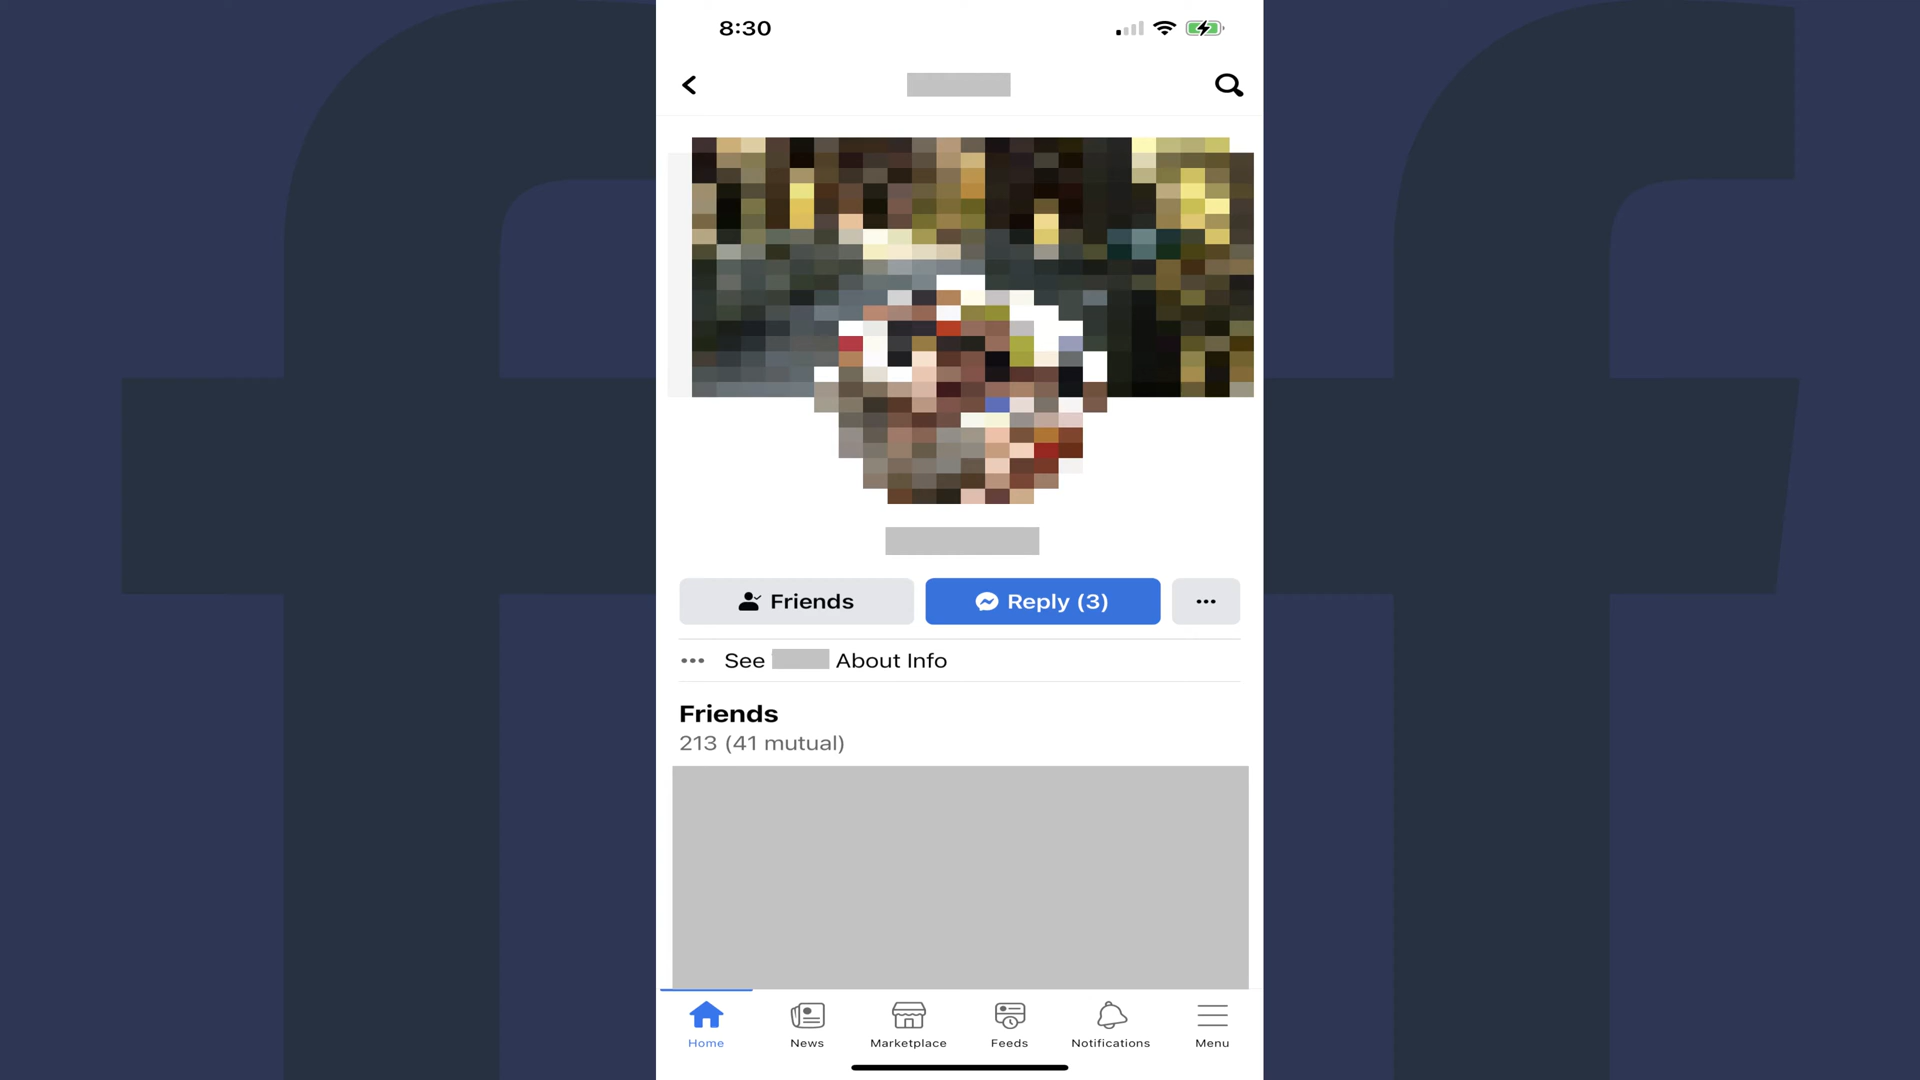 8:30
Friends
Reply (3)
See About Info
Friends
213 (41 mutual)
Home
News
Marketplace
Feeds
Notifications
Menu